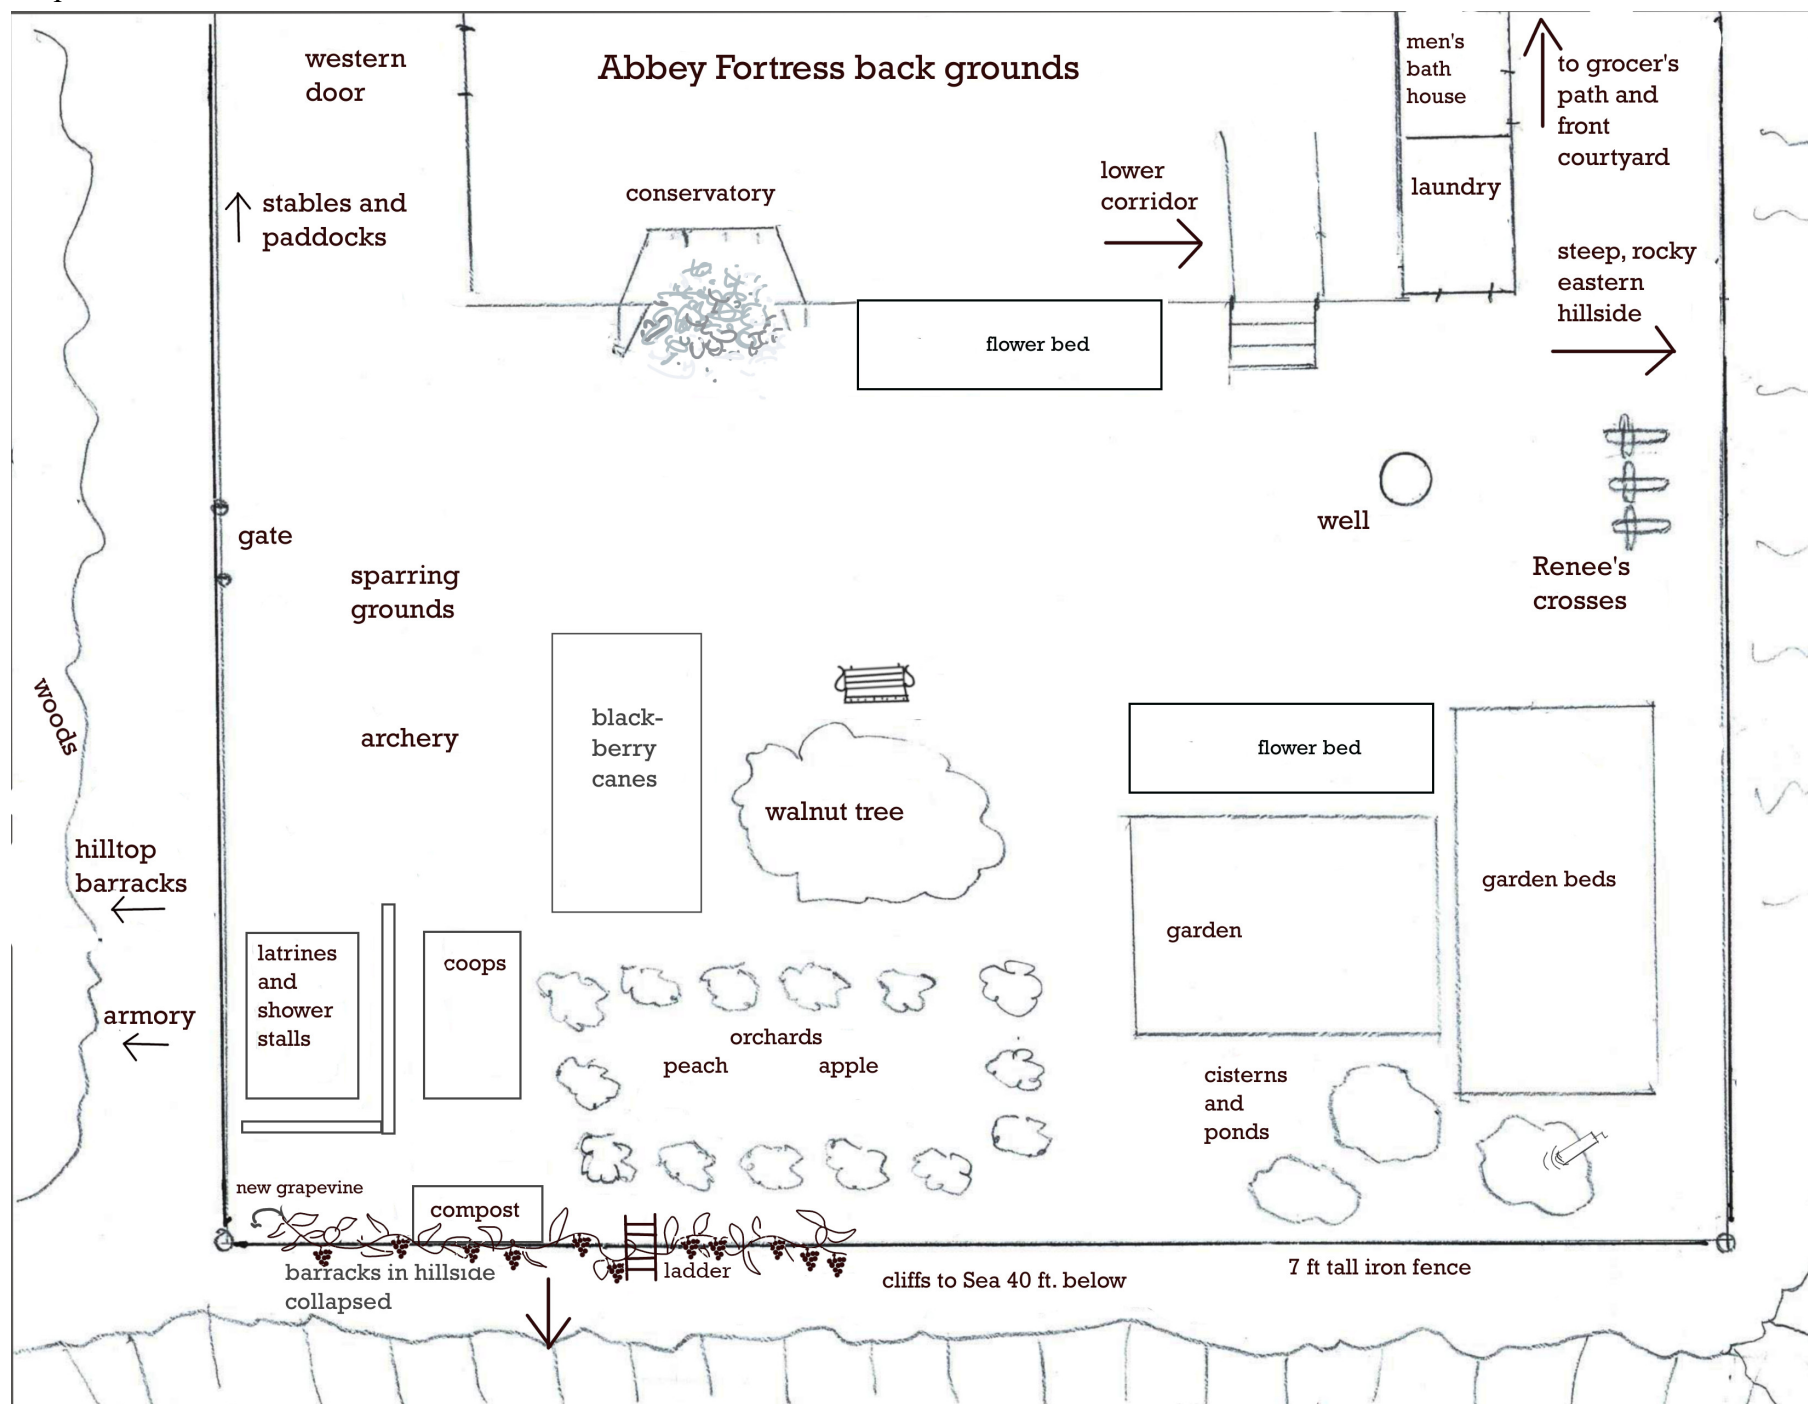 Abbey Fortress back grounds
western
door
men's
bath
house
to grocer's
path and
front
courtyard
stables and
paddocks
conservatory
lower
corridor
laundry
steep, rocky
eastern
hillside
flower bed
gate
well
sparring
grounds
Renee's
crosses
woods
black-
berry
canes
archery
walnut tree
flower bed
hilltop
barracks
garden beds
garden
latrines
and
shower
stalls
coops
armory
orchards
peach
apple
cisterns
and
ponds
new grapevine
compost
barracks in hillside
collapsed
ladder
cliffs to Sea 40 ft. below
7 ft tall iron fence